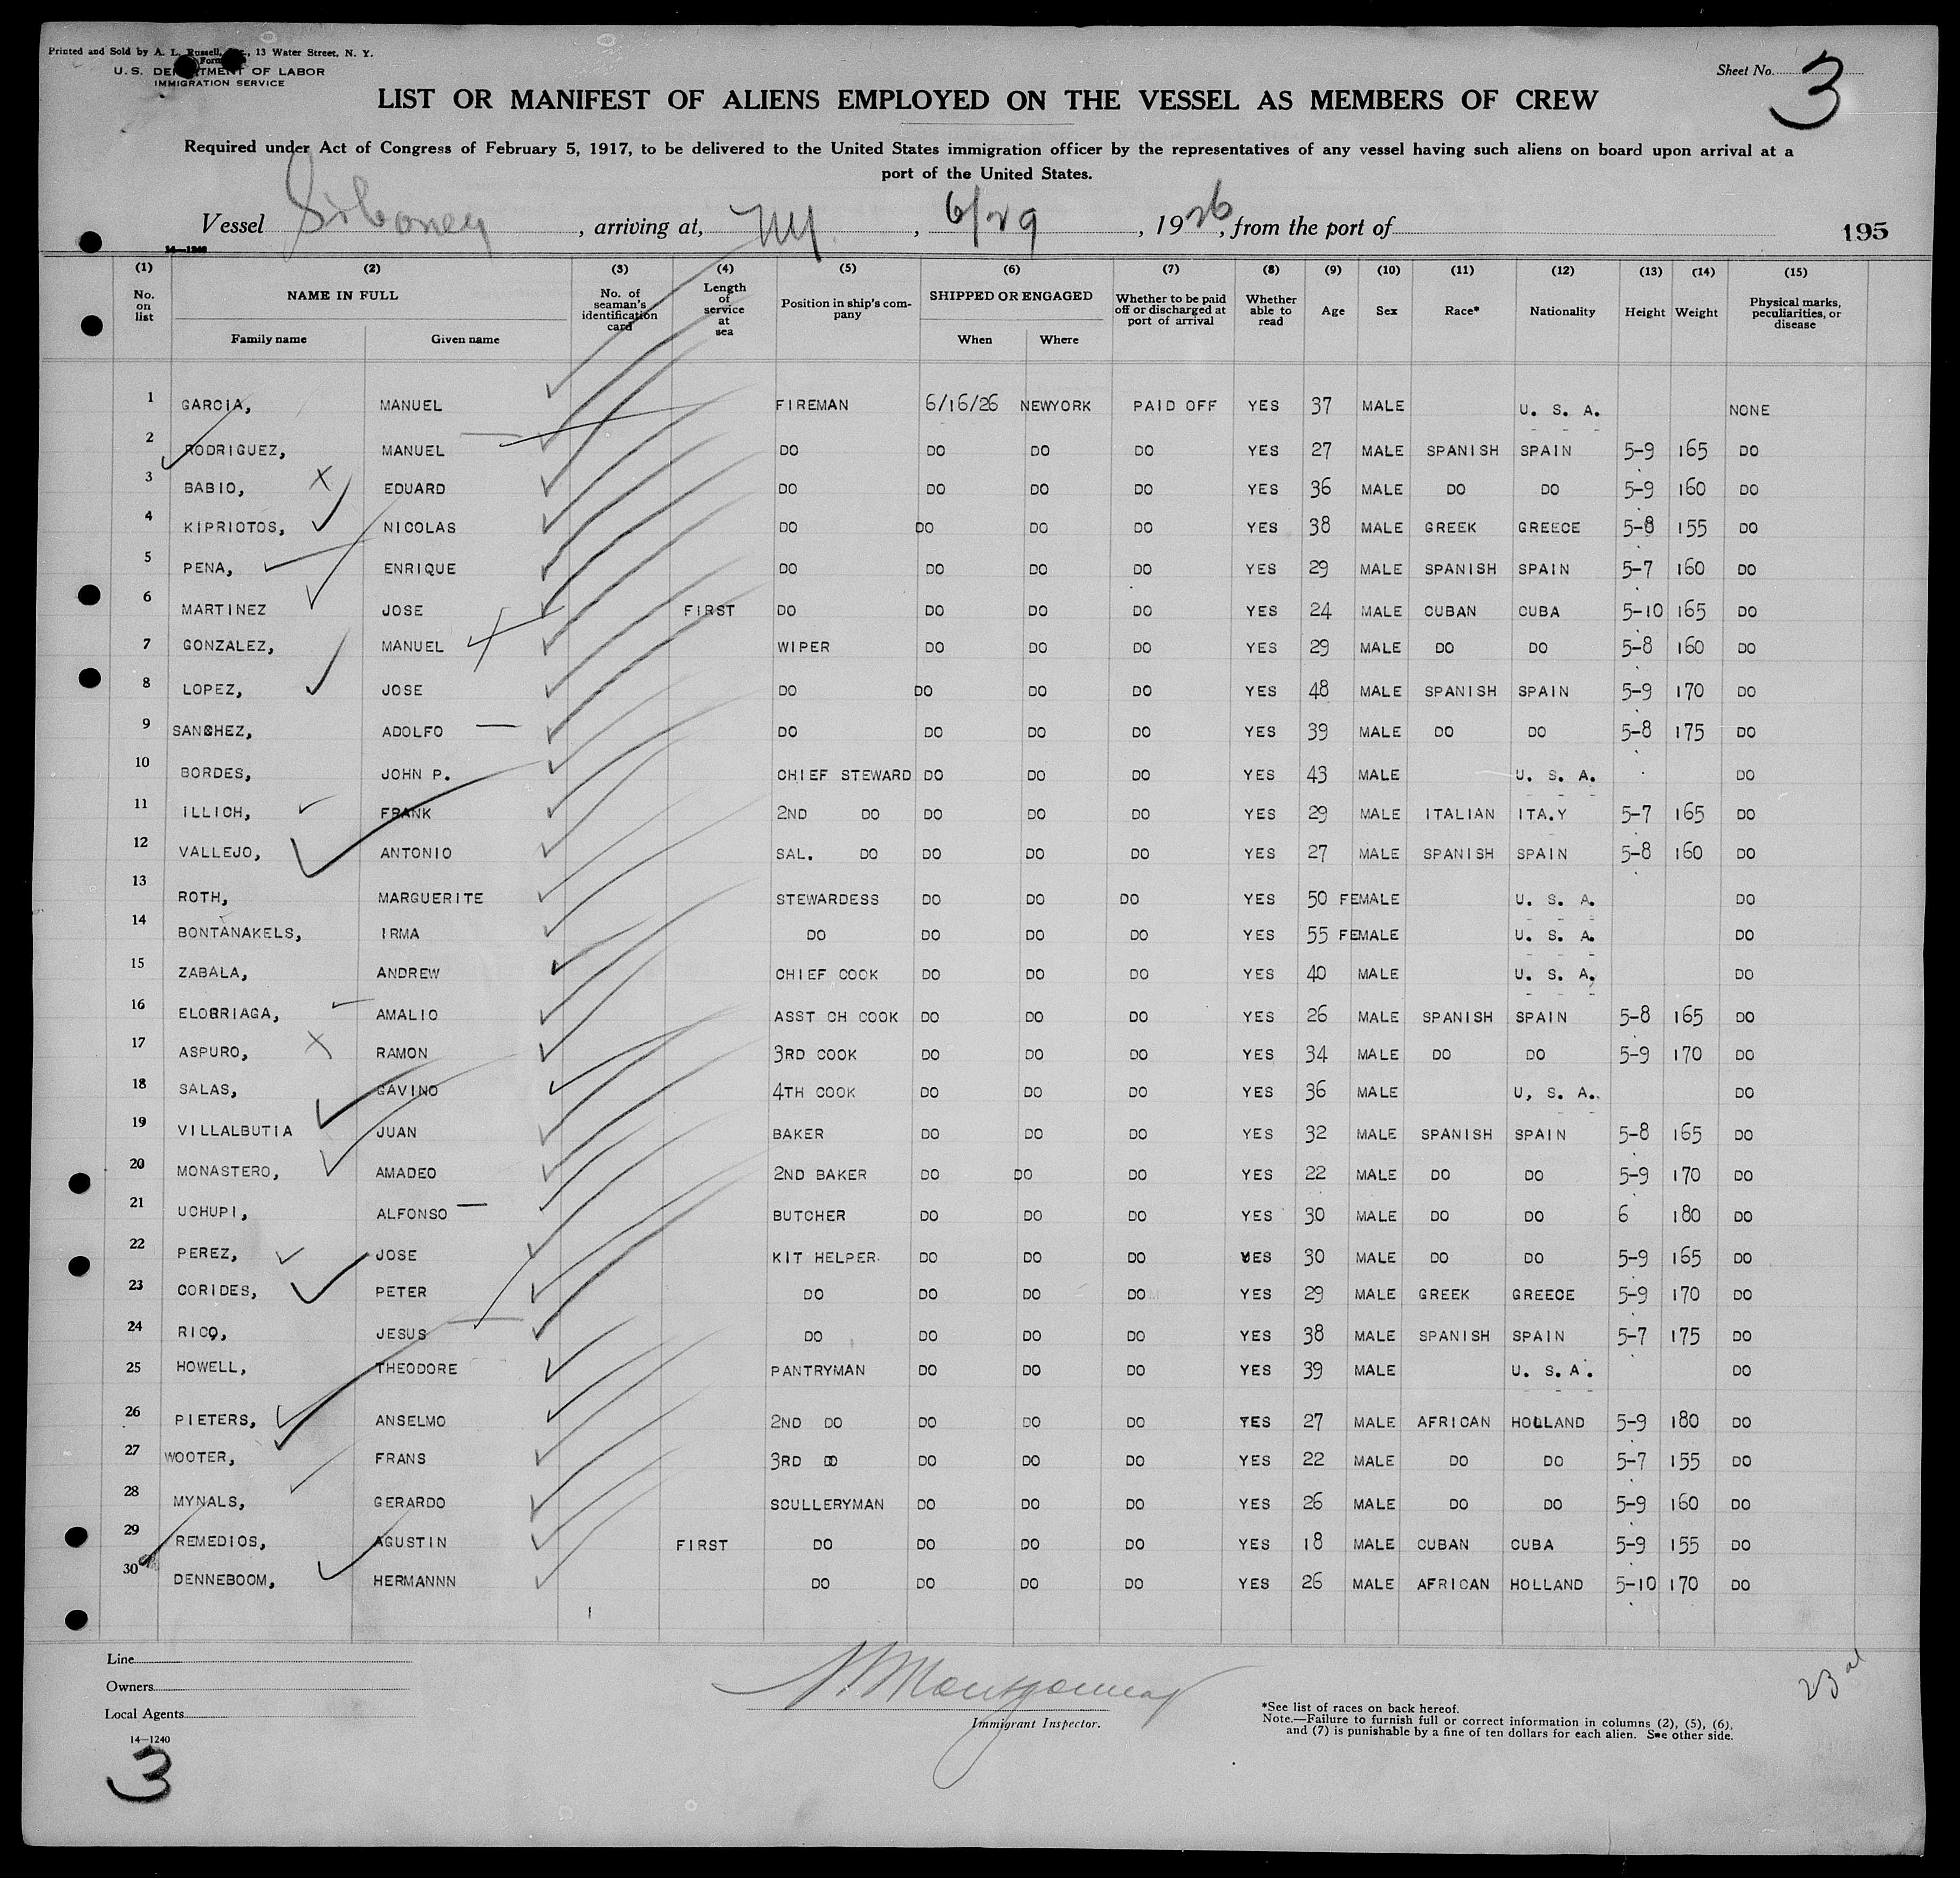 Printed and Sold by A. L. Russell, Inc., 13 Water Street, N. Y.
Form
U. S. DEPARTMENT OF LABOR
IMMIGRATION SERVICE
Sheet No. 3
LIST OR MANIFEST OF ALIENS EMPLOYED ON THE VESSEL AS MEMBERS OF CREW
Required under Act of Congress of February 5, 1917, to be delivered to the United States immigration officer by the representatives of any vessel having such aliens on board upon arrival at a
port of the United States.
Vessel Siboney, arriving at, NY, 6/29, 1926, from the port of
195
14—1240
(1) (2) (3) (4) (5) (6) (7) (8) (9) (10) (11) (12) (13) (14) (15)
No. on list NAME IN FULL Family name Given name No. of seaman's identification card Length of service at sea Position in ship's company SHIPPED OR ENGAGED When Where Whether to be paid off or discharged at port of arrival Whether able to read Age Sex Race* Nationality Height Weight Physical marks, peculiarities, or disease
1 GARCIA, MANUEL FIREMAN 6/16/26 NEWYORK PAID OFF YES 37 MALE U. S. A. NONE
2 RODRIGUEZ, MANUEL DO DO DO DO YES 27 MALE SPANISH SPAIN 5-9 165 DO
3 BABIO, EDUARD DO DO DO DO YES 36 MALE DO DO 5-9 160 DO
4 KIPRIOTOS, NICOLAS DO DO DO DO YES 38 MALE GREEK GREECE 5-8 155 DO
5 PENA, ENRIQUE DO DO DO DO YES 29 MALE SPANISH SPAIN 5-7 160 DO
6 MARTINEZ JOSE FIRST DO DO DO DO YES 24 MALE CUBAN CUBA 5-10 165 DO
7 GONZALEZ, MANUEL WIPER DO DO DO YES 29 MALE DO DO 5-8 160 DO
8 LOPEZ, JOSE DO DO DO DO YES 48 MALE SPANISH SPAIN 5-9 170 DO
9 SANCHEZ, ADOLFO DO DO DO DO YES 39 MALE DO DO 5-8 175 DO
10 BORDES, JOHN P. CHIEF STEWARD DO DO DO YES 43 MALE U. S. A. DO
11 ILLICH, FRANK 2ND DO DO DO DO YES 29 MALE ITALIAN ITA.Y 5-7 165 DO
12 VALLEJO, ANTONIO SAL. DO DO DO DO YES 27 MALE SPANISH SPAIN 5-8 160 DO
13 ROTH, MARGUERITE STEWARDESS DO DO DO YES 50 FEMALE U. S. A. DO
14 BONTANAKELS, IRMA DO DO DO DO YES 55 FEMALE U. S. A. DO
15 ZABALA, ANDREW CHIEF COOK DO DO DO YES 40 MALE U. S. A, DO
16 ELORRIAGA, AMALIO ASST CH COOK DO DO DO YES 26 MALE SPANISH SPAIN 5-8 165 DO
17 ASPURO, RAMON 3RD COOK DO DO DO YES 34 MALE DO DO 5-9 170 DO
18 SALAS, GAVINO 4TH COOK DO DO DO YES 36 MALE U, S. A. DO
19 VILLALBUTIA JUAN BAKER DO DO DO YES 32 MALE SPANISH SPAIN 5-8 165 DO
20 MONASTERO, AMADEO 2ND BAKER DO DO DO YES 22 MALE DO DO 5-9 170 DO
21 UCHUPI, ALFONSO BUTCHER DO DO DO YES 30 MALE DO DO 6 180 DO
22 PEREZ, JOSE KIT HELPER. DO DO DO YES 30 MALE DO DO 5-9 165 DO
23 CORIDES, PETER DO DO DO DO YES 29 MALE GREEK GREECE 5-9 170 DO
24 RICO, JESUS DO DO DO DO YES 38 MALE SPANISH SPAIN 5-7 175 DO
25 HOWELL, THEODORE PANTRYMAN DO DO DO YES 39 MALE U. S. A. DO
26 PIETERS, ANSELMO 2ND DO DO DO DO YES 27 MALE AFRICAN HOLLAND 5-9 180 DO
27 WOOTER, FRANS 3RD DO DO DO DO YES 22 MALE DO DO 5-7 155 DO
28 MYNALS, GERARDO SCULLERYMAN DO DO DO YES 26 MALE DO DO 5-9 160 DO
29 REMEDIOS, AGUSTIN FIRST DO DO DO DO YES 18 MALE CUBAN CUBA 5-9 155 DO
30 DENNEBOOM, HERMANNN DO DO DO DO YES 26 MALE AFRICAN HOLLAND 5-10 170 DO
Line
Owners
Local Agents
14—1240
3
Montgomery
Immigrant Inspector.
*See list of races on back hereof.
Note.—Failure to furnish full or correct information in columns (2), (5), (6), and (7) is punishable by a fine of ten dollars for each alien. See other side.
23 al